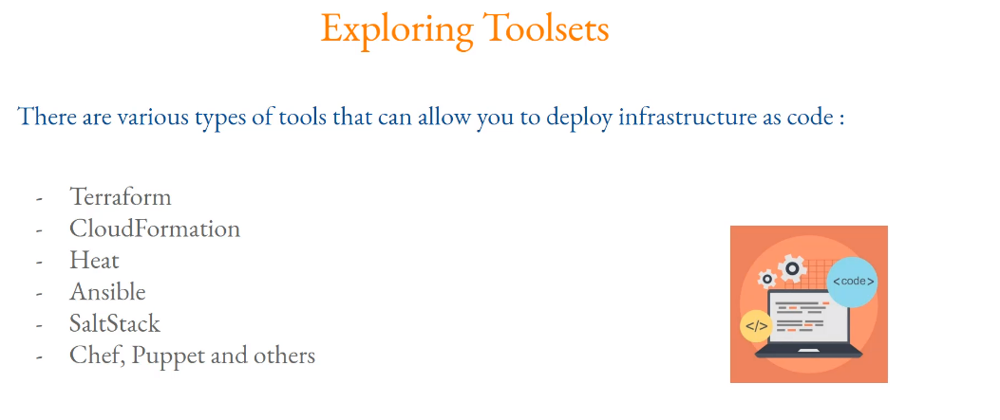 Exploring Toolsets
There are various types of tools that can allow you to deploy infrastructure as code :
- Terraform
- CloudFormation
- Heat
- Ansible
- SaltStack
- Chef, Puppet and others
<code>
</>